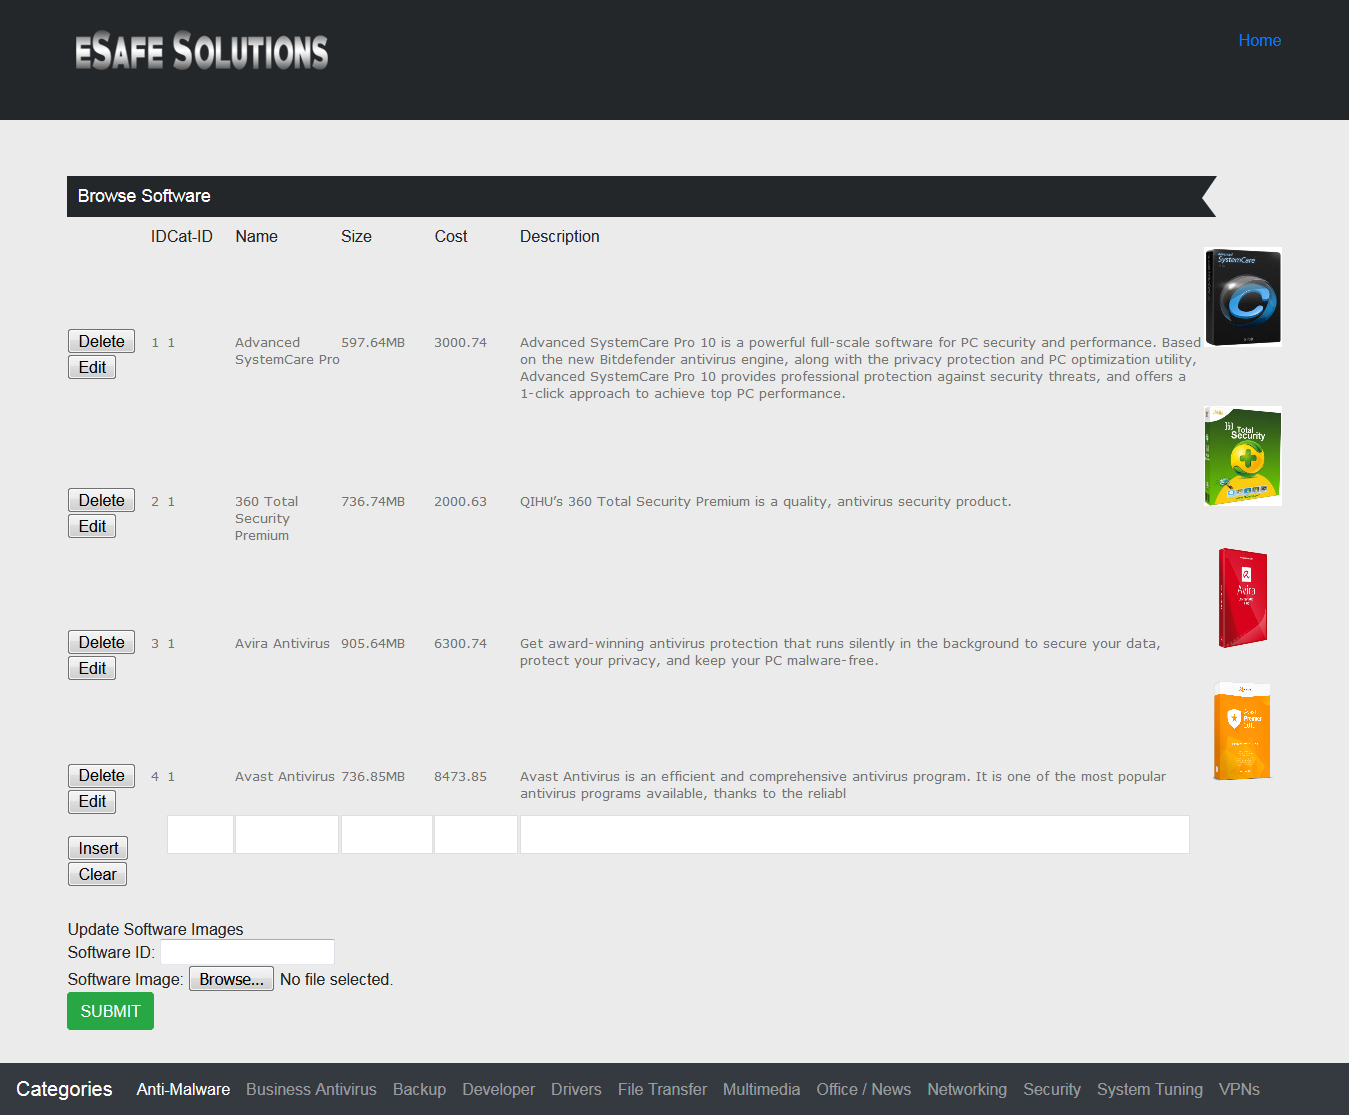 eSafe Solutions
Home
Browse Software
ID Cat-ID Name Size Cost Description
Advanced
SystemCare
Delete 1 1 Advanced 597.64MB 3000.74 Advanced SystemCare Pro 10 is a powerful full-scale software for PC security and performance. Based
Edit SystemCare Pro on the new Bitdefender antivirus engine, along with the privacy protection and PC optimization utility,
Advanced SystemCare Pro 10 provides professional protection against security threats, and offers a
1-click approach to achieve top PC performance.
Total
Security
Delete 2 1 360 Total 736.74MB 2000.63 QIHU’s 360 Total Security Premium is a quality, antivirus security product.
Edit Security
Premium
Avira
Delete 3 1 Avira Antivirus 905.64MB 6300.74 Get award-winning antivirus protection that runs silently in the background to secure your data,
Edit protect your privacy, and keep your PC malware-free.
Avast
Premier
Delete 4 1 Avast Antivirus 736.85MB 8473.85 Avast Antivirus is an efficient and comprehensive antivirus program. It is one of the most popular
Edit antivirus programs available, thanks to the reliabl
Insert
Clear
Update Software Images
Software ID:
Software Image: Browse... No file selected.
SUBMIT
Categories Anti-Malware Business Antivirus Backup Developer Drivers File Transfer Multimedia Office / News Networking Security System Tuning VPNs